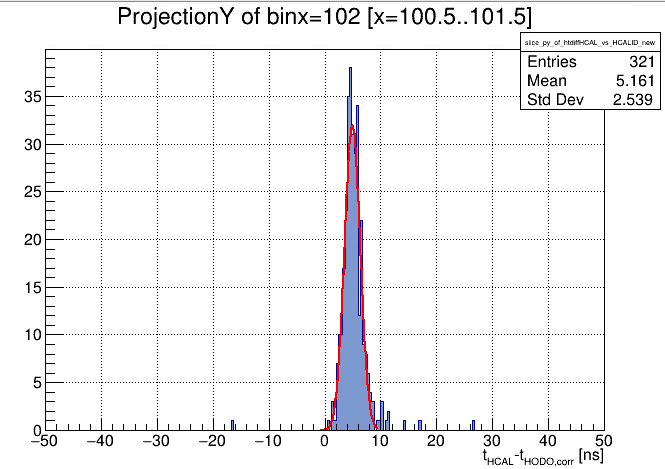 ProjectionY of binx=102 [x=100.5..101.5]
slice_py_of_htdiffHCAL_vs_HCALID_new
Entries 321
Mean 5.161
Std Dev 2.539
35
30
25
20
15
10
5
0
−50 −40 −30 −20 −10 0 10 20 30 40 50
tHCAL-tHODO,corr [ns]